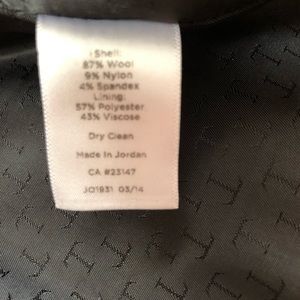 Shell:
87% Wool
9% Nylon
4% Spandex
Lining:
57% Polyester
43% Viscose
Dry Clean
Made In Jordan
CA #23147
JO1931 03/14